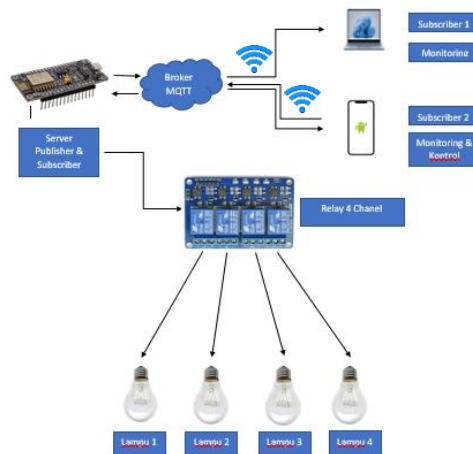 Broker
MQTT
Subscriber 1
Monitoring
Subscriber 2
Monitoring &
Kontrol
Server
Publisher &
Subscriber
Relay 4 Chanel
Lampu 1
Lampu 2
Lampu 3
Lampu 4